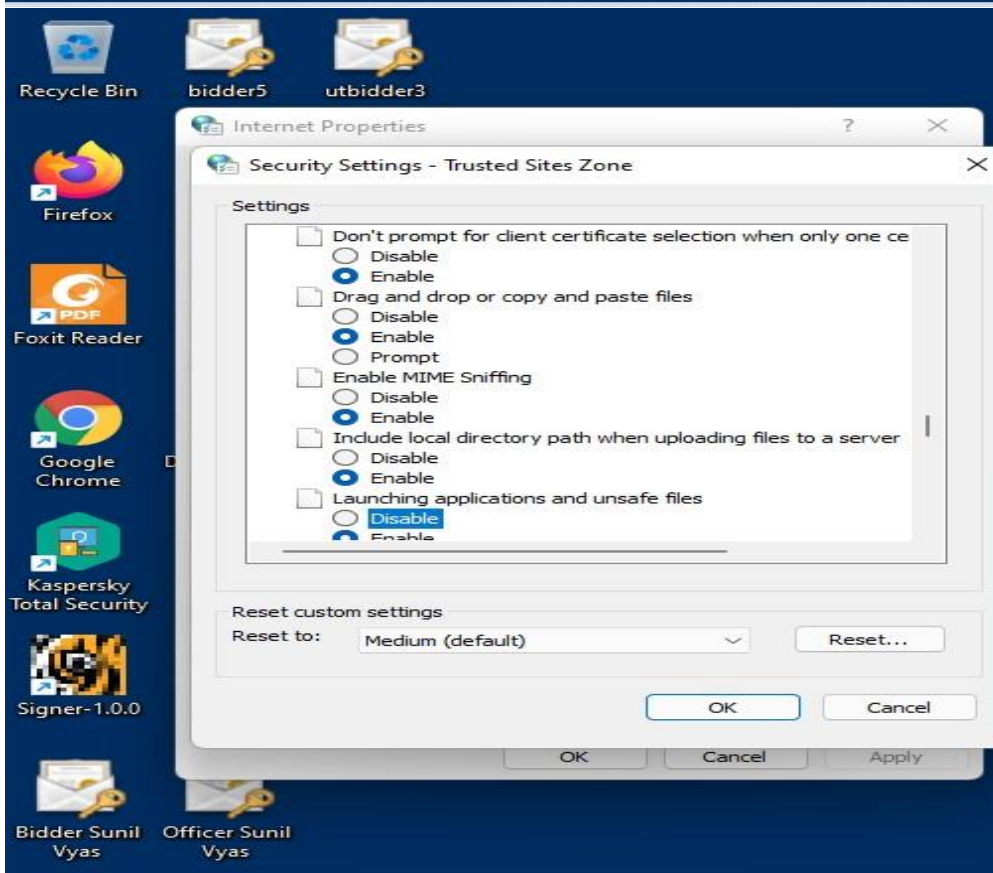 Recycle Bin
bidder5
utbidder3
Internet Properties
?
Security Settings - Trusted Sites Zone
Firefox
Settings
Don't prompt for client certificate selection when only one ce
Disable
Enable
Drag and drop or copy and paste files
Disable
Enable
Prompt
Enable MIME Sniffing
Disable
Enable
Include local directory path when uploading files to a server
Disable
Enable
Launching applications and unsafe files
Disable
Enable
PDF
Foxit Reader
Google
Chrome
D
Kaspersky
Total Security
Reset custom settings
Reset to:
Medium (default)
Reset...
Signer-1.0.0
OK
Cancel
OK
Cancel
Apply
Bidder Sunil
Vyas
Officer Sunil
Vyas